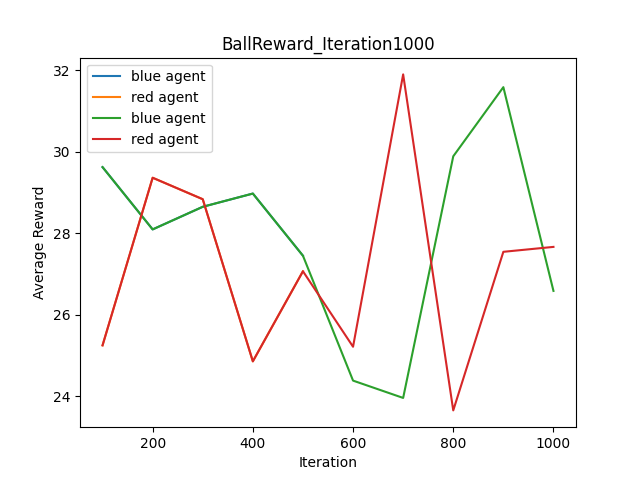 BallReward_Iteration1000
32
30
28
26
24
Average Reward
blue agent
red agent
blue agent
red agent
200
400
600
800
1000
Iteration